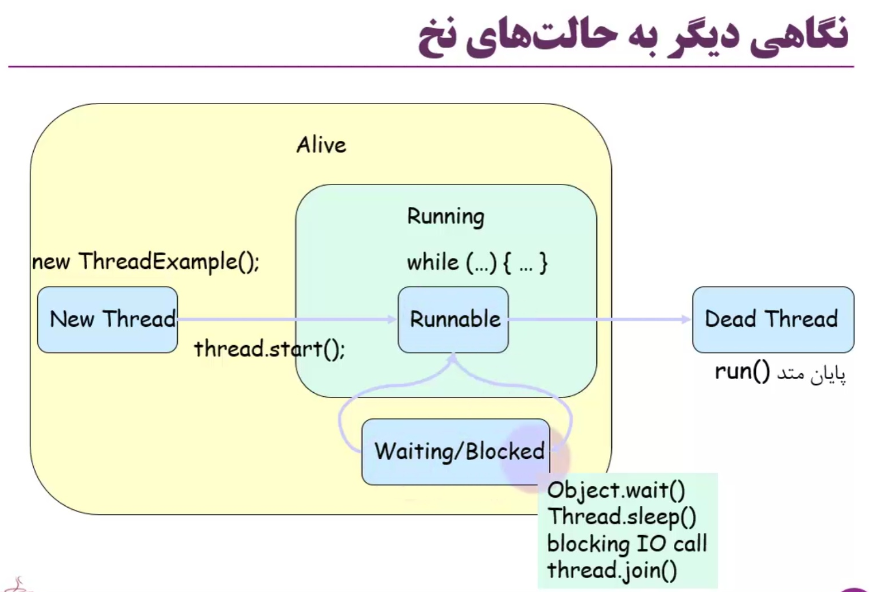 نگاهی دیگر به حالت‌های نخ
Alive
Running
new ThreadExample();
while (...) { ... }
New Thread
Runnable
Dead Thread
thread.start();
پایان متد run()
Waiting/Blocked
Object.wait()
Thread.sleep()
blocking IO call
thread.join()